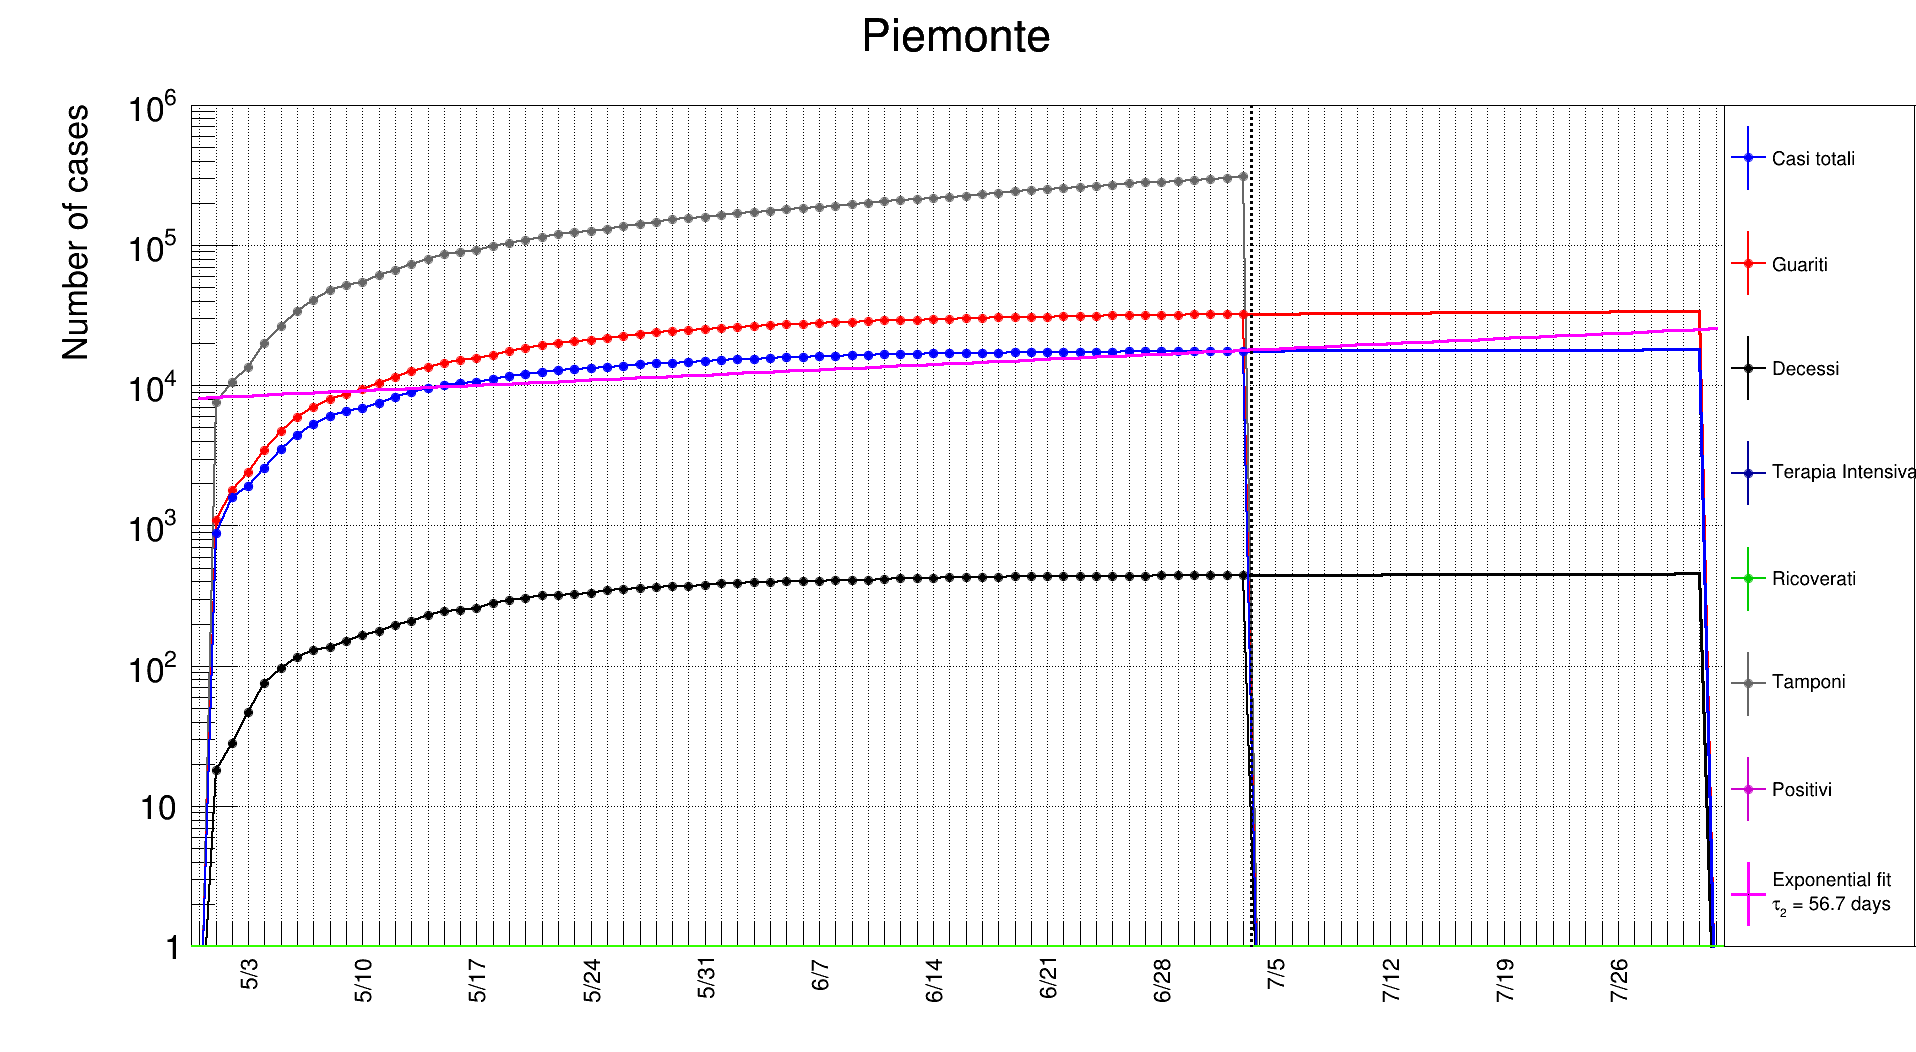 Piemonte
Number of cases
10^6
10^5
10^4
10^3
10^2
10
1
5/3
5/10
5/17
5/24
5/31
6/7
6/14
6/21
6/28
7/5
7/12
7/19
7/26
Casi totali
Guariti
Decessi
Terapia Intensiva
Ricoverati
Tamponi
Positivi
Exponential fit
τ₂ = 56.7 days